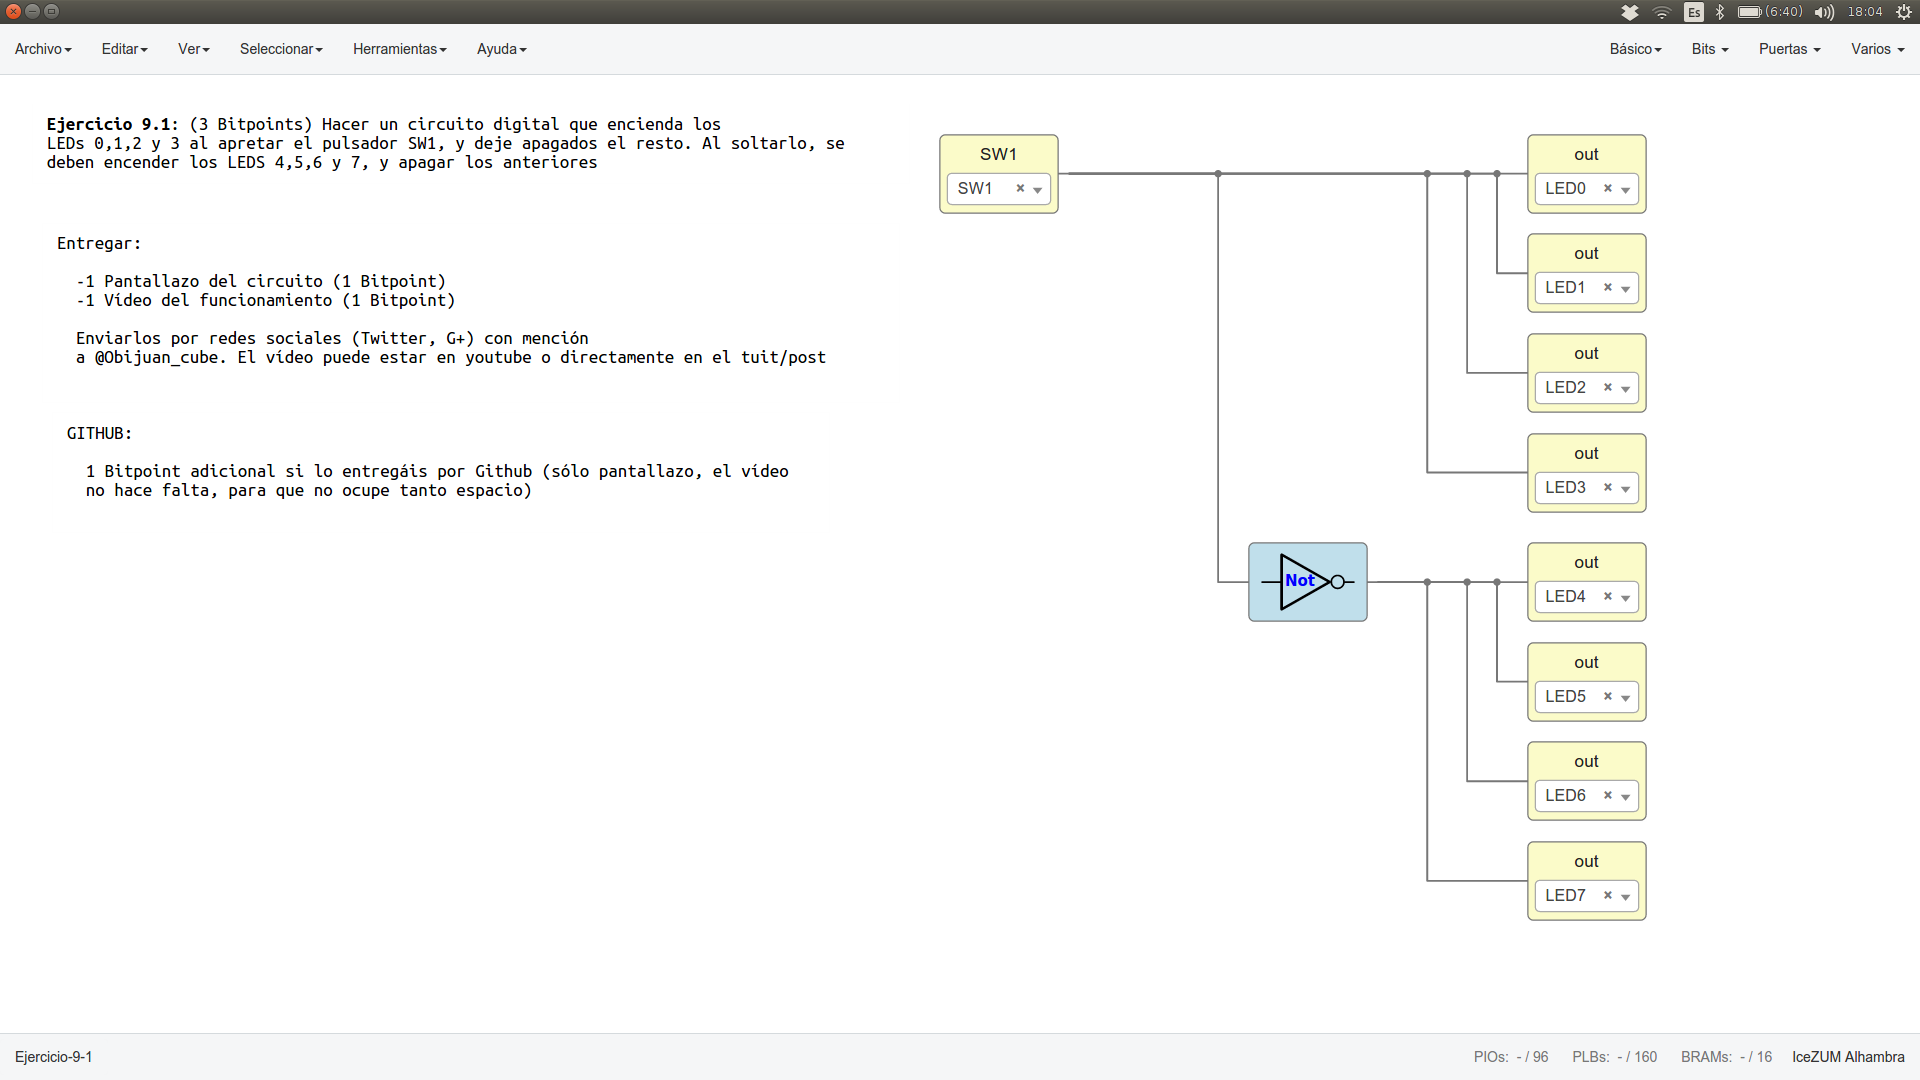 Es (6:40) 18:04
Archivo Editar Ver Seleccionar Herramientas Ayuda Básico Bits Puertas Varios
Ejercicio 9.1: (3 Bitpoints) Hacer un circuito digital que encienda los
LEDs 0,1,2 y 3 al apretar el pulsador SW1, y deje apagados el resto. Al soltarlo, se
deben encender los LEDS 4,5,6 y 7, y apagar los anteriores
Entregar:
-1 Pantallazo del circuito (1 Bitpoint)
-1 Vídeo del funcionamiento (1 Bitpoint)
Enviarlos por redes sociales (Twitter, G+) con mención
a @Obijuan_cube. El vídeo puede estar en youtube o directamente en el tuit/post
GITHUB:
1 Bitpoint adicional si lo entregáis por Github (sólo pantallazo, el vídeo
no hace falta, para que no ocupe tanto espacio)
SW1
SW1
out
LED0
out
LED1
out
LED2
out
LED3
Not
out
LED4
out
LED5
out
LED6
out
LED7
Ejercicio-9-1 PIOs: - / 96 PLBs: - / 160 BRAMs: - / 16 IceZUM Alhambra